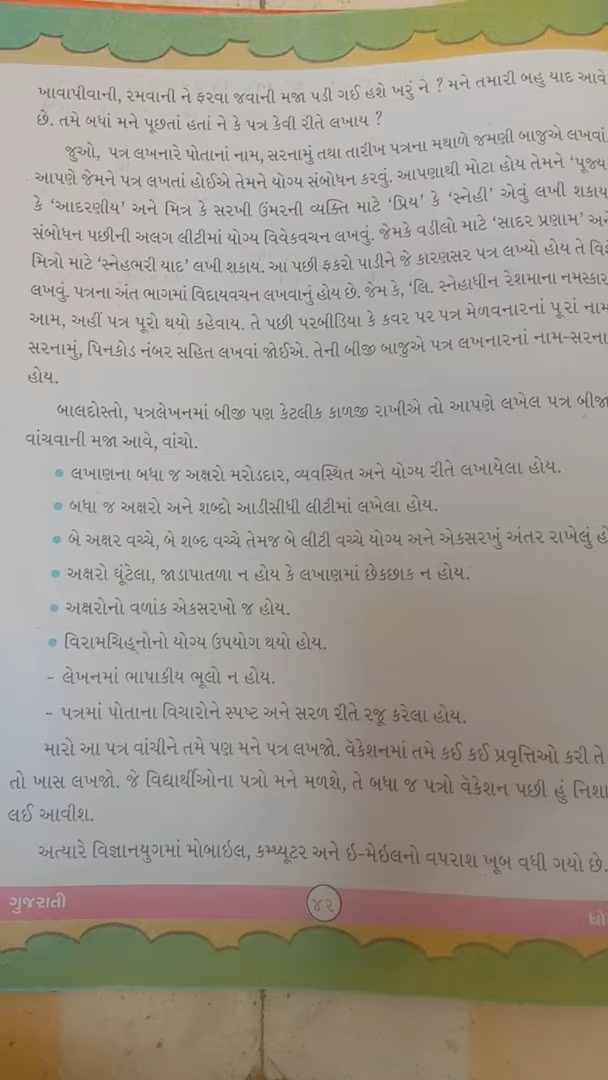 ખાવાપીવાની, રમવાની ને ફરવા જવાની મજા પડી ગઈ હશે ખરું ને ? મને તમારી બહુ યાદ આવે
છે. તમે બધાં મને પૂછતાં હતાં ને કે પત્ર કેવી રીતે લખાય ?
જુઓ, પત્ર લખનારે પોતાનાં નામ, સરનામું તથા તારીખ પત્રના મથાળે જમણી બાજુએ લખવાં
આપણે જેમને પત્ર લખતાં હોઈએ તેમને યોગ્ય સંબોધન કરવું. આપણાથી મોટા હોય તેમને ‘પૂજ્ય
કે ‘આદરણીય’ અને મિત્ર કે સરખી ઉંમરની વ્યક્તિ માટે ‘પ્રિય’ કે ‘સ્નેહી’ એવું લખી શકાય
સંબોધન પછીની અલગ લીટીમાં યોગ્ય વિવેકવચન લખવું. જેમકે વડીલો માટે ‘સાદર પ્રણામ’ અને
મિત્રો માટે ‘સ્નેહભરી યાદ’ લખી શકાય. આ પછી ફકરો પાડીને જે કારણસર પત્ર લખ્યો હોય તે વિશે
લખવું. પત્રના અંત ભાગમાં વિદાયવચન લખવાનું હોય છે. જેમ કે, ‘લિ. સ્નેહાધીન રેશમાના નમસ્કાર
આમ, અહીં પત્ર પૂરો થયો કહેવાય. તે પછી પરબીડિયા કે કવર પર પત્ર મેળવનારનાં પૂરાં નામ
સરનામું, પિનકોડ નંબર સહિત લખવાં જોઈએ. તેની બીજી બાજુએ પત્ર લખનારનાં નામ-સરના
હોય.
બાલદોસ્તો, પત્રલેખનમાં બીજી પણ કેટલીક કાળજી રાખીએ તો આપણે લખેલ પત્ર બીજા
વાંચવાની મજા આવે, વાંચો.
• લખાણના બધા જ અક્ષરો મરોડદાર, વ્યવસ્થિત અને યોગ્ય રીતે લખાયેલા હોય.
• બધા જ અક્ષરો અને શબ્દો આડીસીધી લીટીમાં લખેલા હોય.
• બે અક્ષર વચ્ચે, બે શબ્દ વચ્ચે તેમજ બે લીટી વચ્ચે યોગ્ય અને એકસરખું અંતર રાખેલું હો
• અક્ષરો ઘૂંટેલા, જાડાપાતળા ન હોય કે લખાણમાં છેકછાક ન હોય.
• અક્ષરોનો વળાંક એકસરખો જ હોય.
• વિરામચિહ્નોનો યોગ્ય ઉપયોગ થયો હોય.
- લેખનમાં ભાષાકીય ભૂલો ન હોય.
- પત્રમાં પોતાના વિચારોને સ્પષ્ટ અને સરળ રીતે રજૂ કરેલા હોય.
મારો આ પત્ર વાંચીને તમે પણ મને પત્ર લખજો. વૅકેશનમાં તમે કઈ કઈ પ્રવૃત્તિઓ કરી તે
તો ખાસ લખજો. જે વિદ્યાર્થીઓના પત્રો મને મળશે, તે બધા જ પત્રો વૅકેશન પછી હું નિશા
લઈ આવીશ.
અત્યારે વિજ્ઞાનયુગમાં મોબાઇલ, કમ્પ્યૂટર અને ઇ-મેઇલનો વપરાશ ખૂબ વધી ગયો છે.
ગુજરાતી
૪૨
ધો